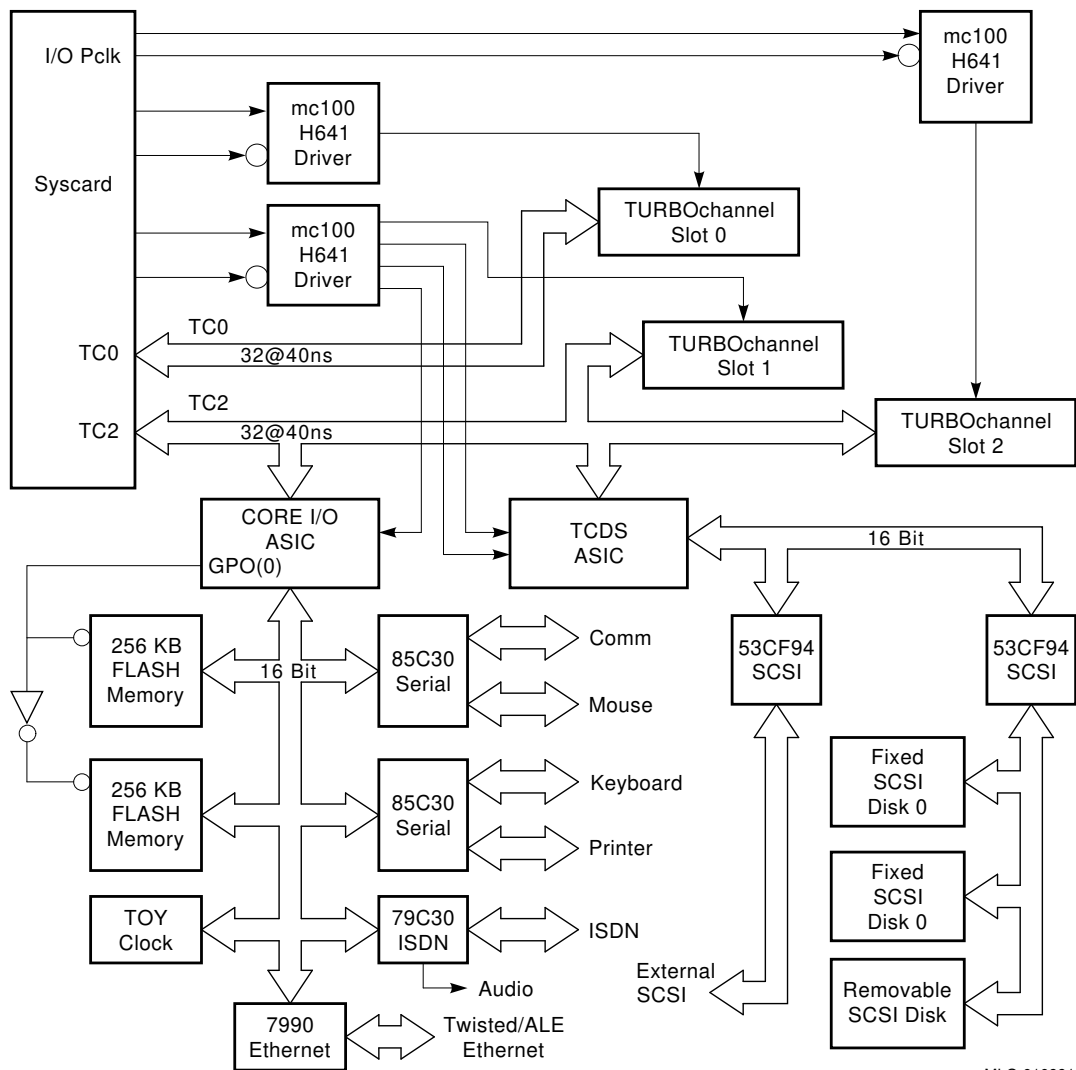 I/O Pclk
mc100
H641
Driver
mc100
H641
Driver
Syscard
TURBOchannel
Slot 0
mc100
H641
Driver
TC0
TC0
32@40ns
TURBOchannel
Slot 1
TC2
TC2
32@40ns
TURBOchannel
Slot 2
CORE I/O
ASIC
GPO(0)
TCDS
ASIC
16 Bit
256 KB
FLASH
Memory
16 Bit
85C30
Serial
Comm
Mouse
53CF94
SCSI
53CF94
SCSI
256 KB
FLASH
Memory
85C30
Serial
Keyboard
Printer
Fixed
SCSI
Disk 0
Fixed
SCSI
Disk 0
TOY
Clock
79C30
ISDN
ISDN
Audio
External
SCSI
Removable
SCSI Disk
7990
Ethernet
Twisted/ALE
Ethernet